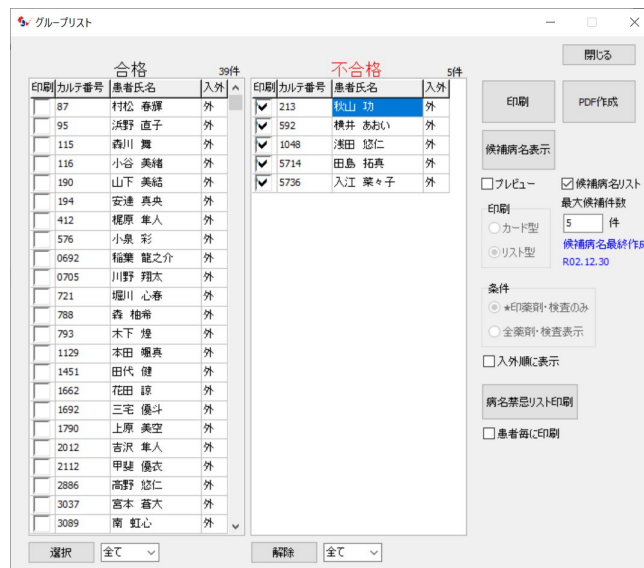 グループリスト
閉じる
合格 39件
印刷 カルテ番号 患者氏名 入外
87 村松 春輝 外
95 浜野 直子 外
115 森川 舞 外
116 小谷 美緒 外
190 山下 美結 外
194 安達 真央 外
412 梶原 隼人 外
576 小泉 彩 外
0692 稲葉 龍之介 外
0705 川野 翔太 外
721 堀川 心春 外
788 森 柚希 外
793 木下 煌 外
1129 本田 颯真 外
1451 田代 健 外
1662 花田 諒 外
1692 三宅 優斗 外
1790 上原 美空 外
2012 吉沢 隼人 外
2112 甲斐 優衣 外
2886 高野 悠仁 外
3037 宮本 蒼大 外
3089 南 虹心 外
選択 全て
不合格 5件
印刷 カルテ番号 患者氏名 入外
213 秋山 功 外
592 横井 あおい 外
1048 浅田 悠仁 外
5714 田島 拓真 外
5736 入江 菜々子 外
解除 全て
印刷 PDF作成
候補病名表示
プレビュー 候補病名リスト
最大候補件数
5 件
印刷
カード型
リスト型
候補病名最終作成
R02.12.30
条件
★印薬剤・検査のみ
全薬剤・検査表示
入外順に表示
病名禁忌リスト印刷
患者毎に印刷